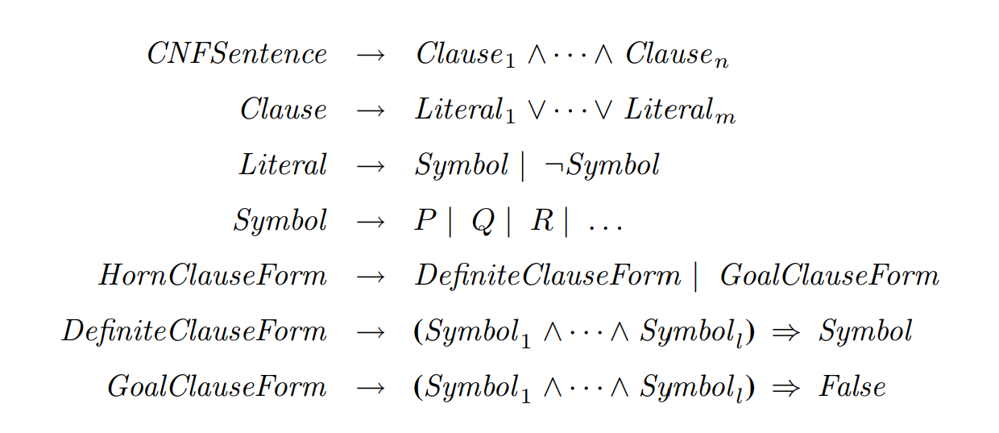 CNFSentence → Clause₁ ∧ ⋯ ∧ Clauseₙ
Clause → Literal₁ ∨ ⋯ ∨ Literalₘ
Literal → Symbol | ¬Symbol
Symbol → P | Q | R | …
HornClauseForm → DefiniteClauseForm | GoalClauseForm
DefiniteClauseForm → (Symbol₁ ∧ ⋯ ∧ Symbolₗ) ⇒ Symbol
GoalClauseForm → (Symbol₁ ∧ ⋯ ∧ Symbolₗ) ⇒ False